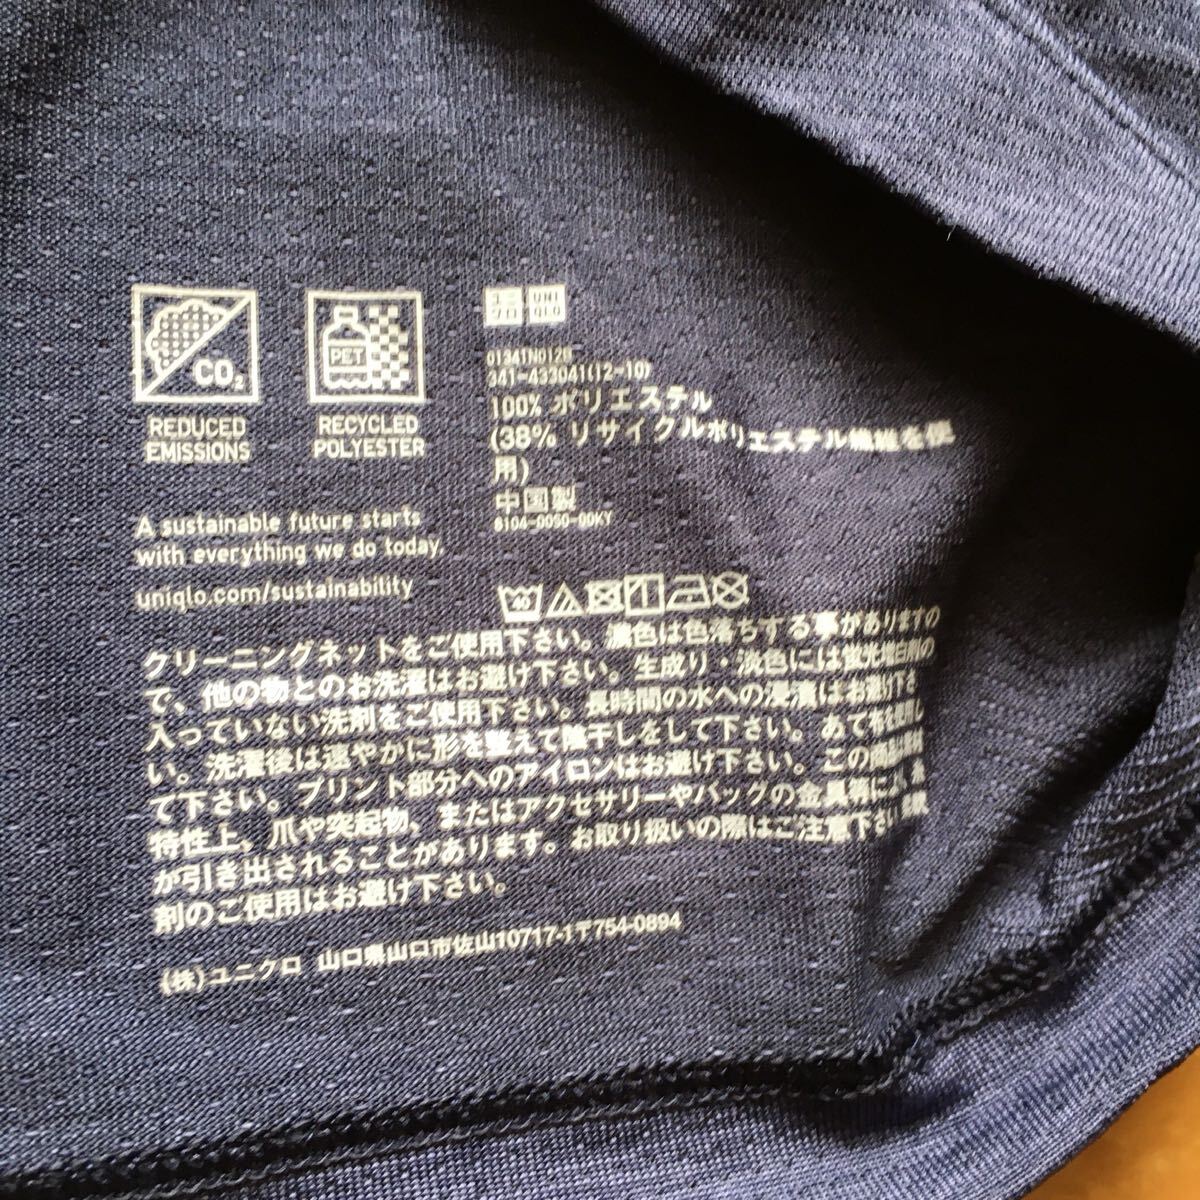 CO2
REDUCED
EMISSIONS
PET
RECYCLED
POLYESTER
A sustainable future starts
with everything we do today.
uniqlo.com/sustainability
ユニ
クロ
UNI
QLO
0134TN012B
341-433041(12-10)
100% ポリエステル
(38% リサイクルポリエステル繊維を使
用)
中国製
8104-0050-00KY
40
クリーニングネットをご使用下さい。濃色は色落ちする事がありますの
で、他の物とのお洗濯はお避け下さい。生成り・淡色には蛍光増白剤の
入っていない洗剤をご使用下さい。長時間の水への浸漬はお避け下さ
い。洗濯後は速やかに形を整えて陰干しをして下さい。あて布を使用し
て下さい。プリント部分へのアイロンはお避け下さい。この商品は素材
特性上、爪や突起物、またはアクセサリーやバッグの金具等により、糸
が引き出されることがあります。お取り扱いの際はご注意下さい。
剤のご使用はお避け下さい。
(株)ユニクロ 山口県山口市佐山10717-1〒754-0894